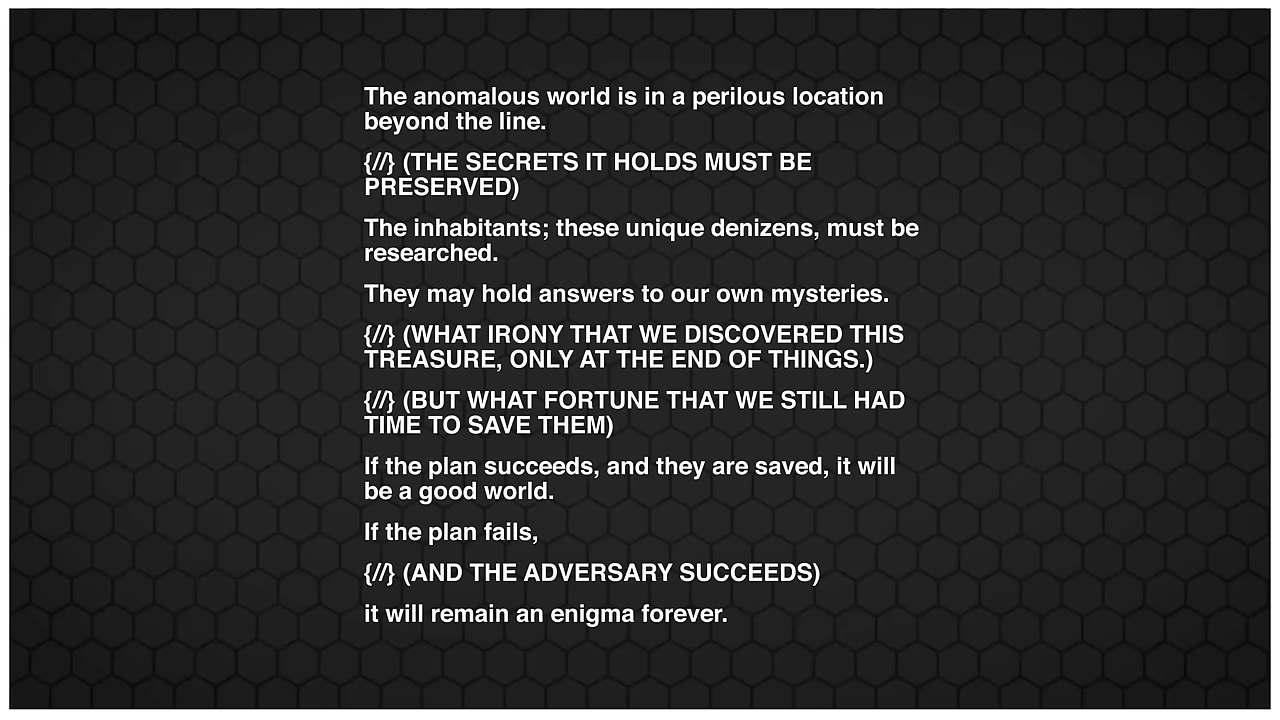 The anomalous world is in a perilous location
beyond the line.
{//} (THE SECRETS IT HOLDS MUST BE
PRESERVED)
The inhabitants; these unique denizens, must be
researched.
They may hold answers to our own mysteries.
{//} (WHAT IRONY THAT WE DISCOVERED THIS
TREASURE, ONLY AT THE END OF THINGS.)
{//} (BUT WHAT FORTUNE THAT WE STILL HAD
TIME TO SAVE THEM)
If the plan succeeds, and they are saved, it will
be a good world.
If the plan fails,
{//} (AND THE ADVERSARY SUCCEEDS)
it will remain an enigma forever.